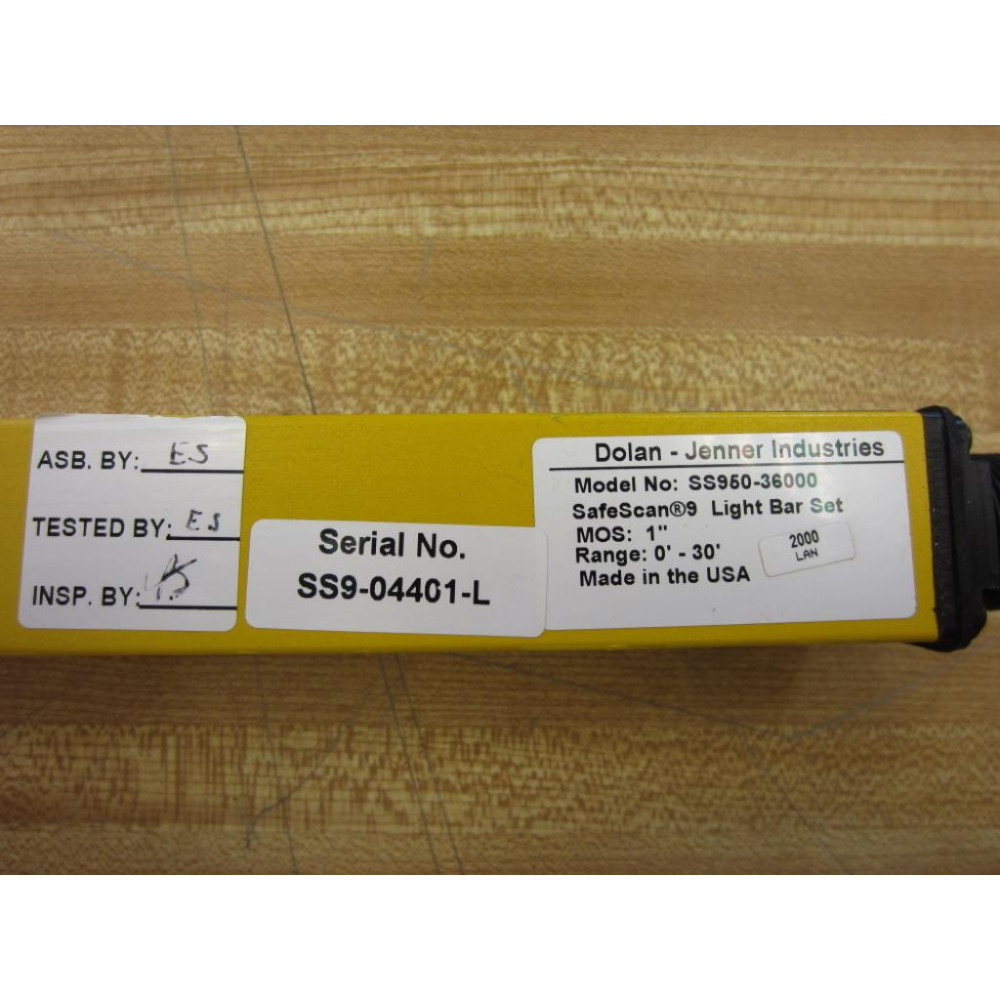 ASB. BY: ES
TESTED BY: ES
INSP. BY:
Serial No.
SS9-04401-L
Dolan - Jenner Industries
Model No: SS950-36000
SafeScan®9 Light Bar Set
MOS: 1"
Range: 0' - 30'
Made in the USA
2000
LAN